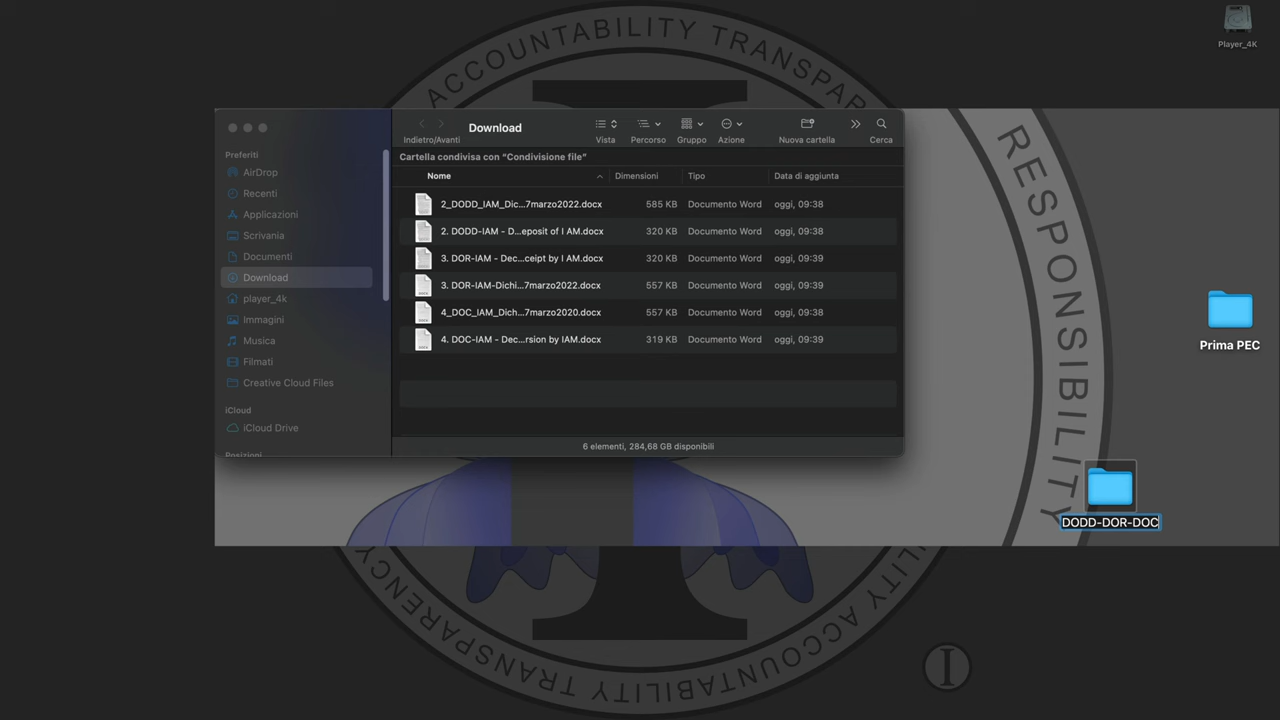 ACCOUNTABILITY TRANSPAR
Player_4K
Download
Indietro/Avanti
Vista
Percorso
Gruppo
Azione
Nuova cartella
Cerca
Cartella condivisa con “Condivisione file”
Nome Dimensioni Tipo Data di aggiunta
2_DODD_IAM_Dic...7marzo2022.docx 585 KB Documento Word oggi, 09:38
2. DODD-IAM - D...eposit of I AM.docx 320 KB Documento Word oggi, 09:38
3. DOR-IAM - Dec...ceipt by I AM.docx 320 KB Documento Word oggi, 09:39
3. DOR-IAM-Dichi...7marzo2022.docx 557 KB Documento Word oggi, 09:39
4_DOC_IAM_Dich...7marzo2020.docx 557 KB Documento Word oggi, 09:38
4. DOC-IAM - Dec...rsion by IAM.docx 319 KB Documento Word oggi, 09:39
6 elementi, 284,68 GB disponibili
Preferiti
AirDrop
Recenti
Applicazioni
Scrivania
Documenti
Download
player_4k
Immagini
Musica
Filmati
Creative Cloud Files
iCloud
iCloud Drive
Posizioni
RESPONSIBILITY
Prima PEC
DODD-DOR-DOC
ACCOUNTABILITY TRANSPARENCY
I